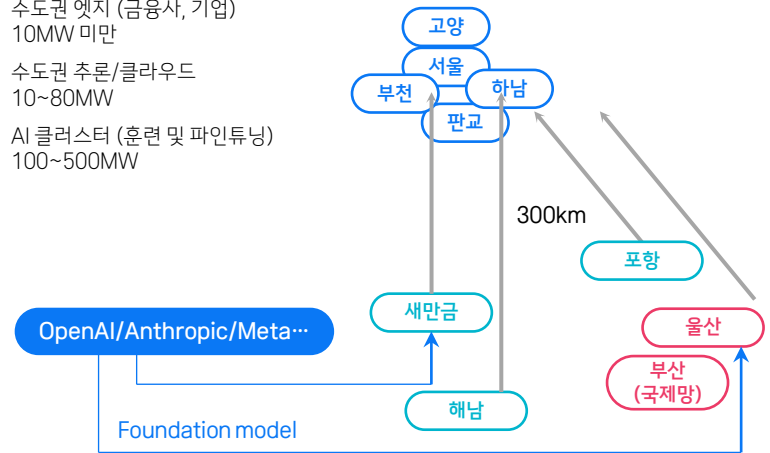 수도권 엣지 (금융사, 기업)
10MW 미만
수도권 추론/클라우드
10~80MW
AI 클러스터 (훈련 및 파인튜닝)
100~500MW
고양
서울
부천
하남
판교
300km
포항
새만금
울산
OpenAI/Anthropic/Meta…
부산
(국제망)
해남
Foundation model